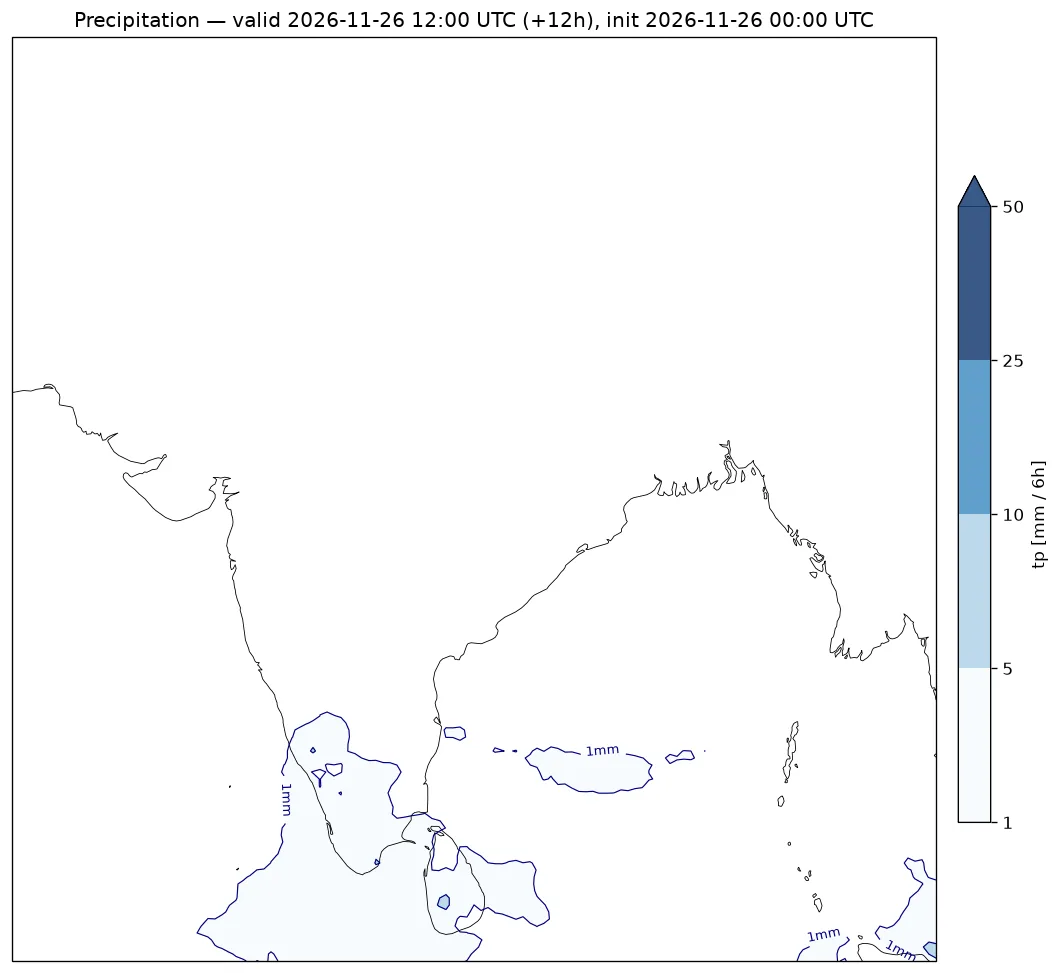 Precipitation — valid 2026-11-26 12:00 UTC (+12h), init 2026-11-26 00:00 UTC
50
25
10
5
1
tp [mm / 6h]
1mm
1mm
1mm
1mm